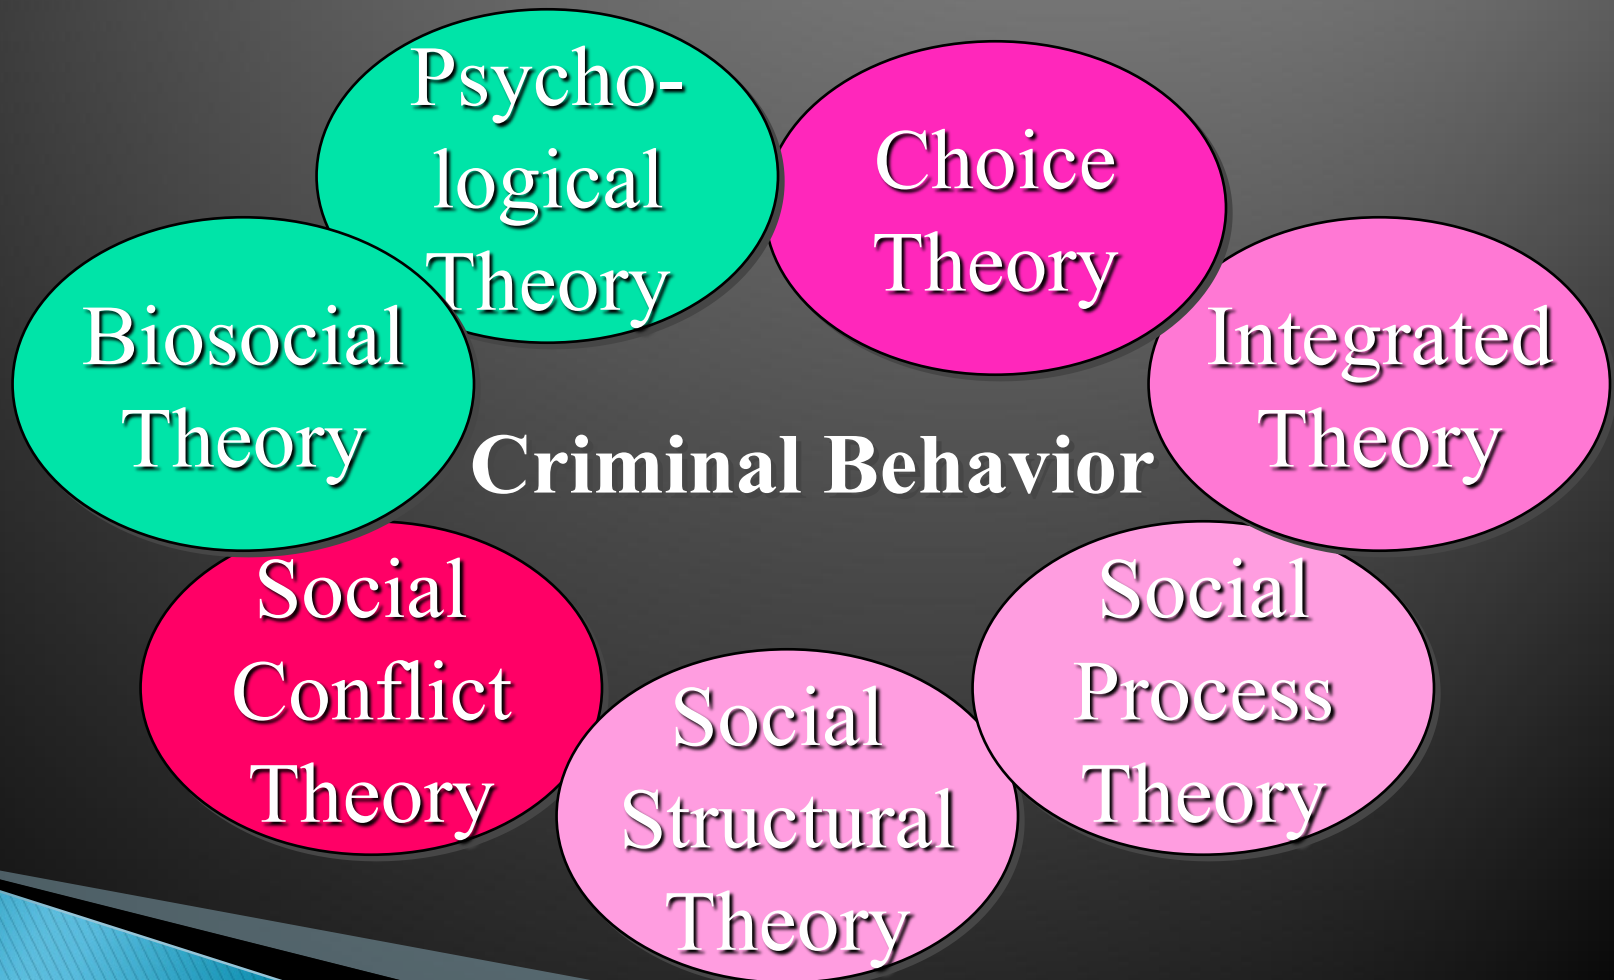 Psycho-
logical
Theory
Choice
Theory
Biosocial
Theory
Integrated
Theory
Criminal Behavior
Social
Conflict
Theory
Social
Structural
Theory
Social
Process
Theory